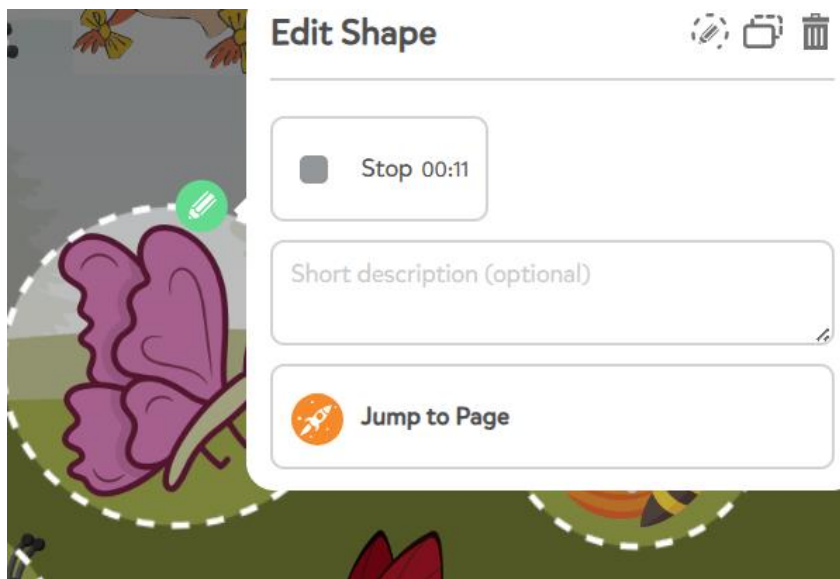 Edit Shape
Stop 00:11
Short description (optional)
Jump to Page